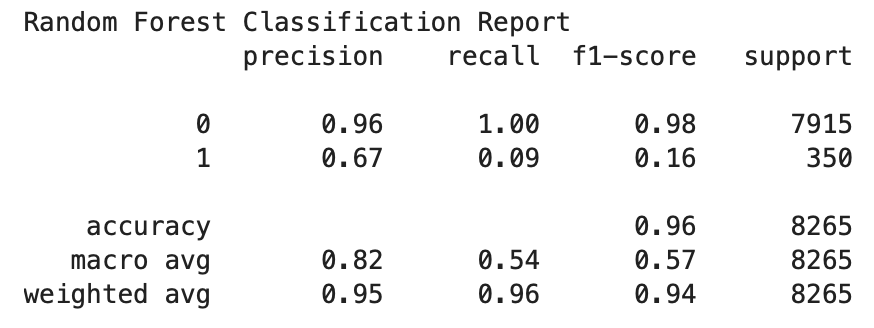 Random Forest Classification Report
precision recall f1-score support
0 0.96 1.00 0.98 7915
1 0.67 0.09 0.16 350
accuracy 0.96 8265
macro avg 0.82 0.54 0.57 8265
weighted avg 0.95 0.96 0.94 8265